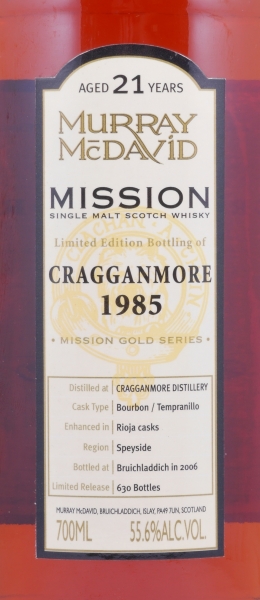 AGED 21 YEARS
MURRAY
McDAVID
MISSION
SINGLE MALT SCOTCH WHISKY
Limited Edition Bottling of
CRAGGANMORE
1985
• MISSION GOLD SERIES •
Distilled at CRAGGANMORE DISTILLERY
Cask Type Bourbon / Tempranillo
Enhanced in Rioja casks
Region Speyside
Bottled at Bruichladdich in 2006
Limited Release 630 Bottles
MURRAY McDAVID, BRUICHLADDICH, ISLAY, PA49 7UN, SCOTLAND
700ML 55.6%ALC.VOL.